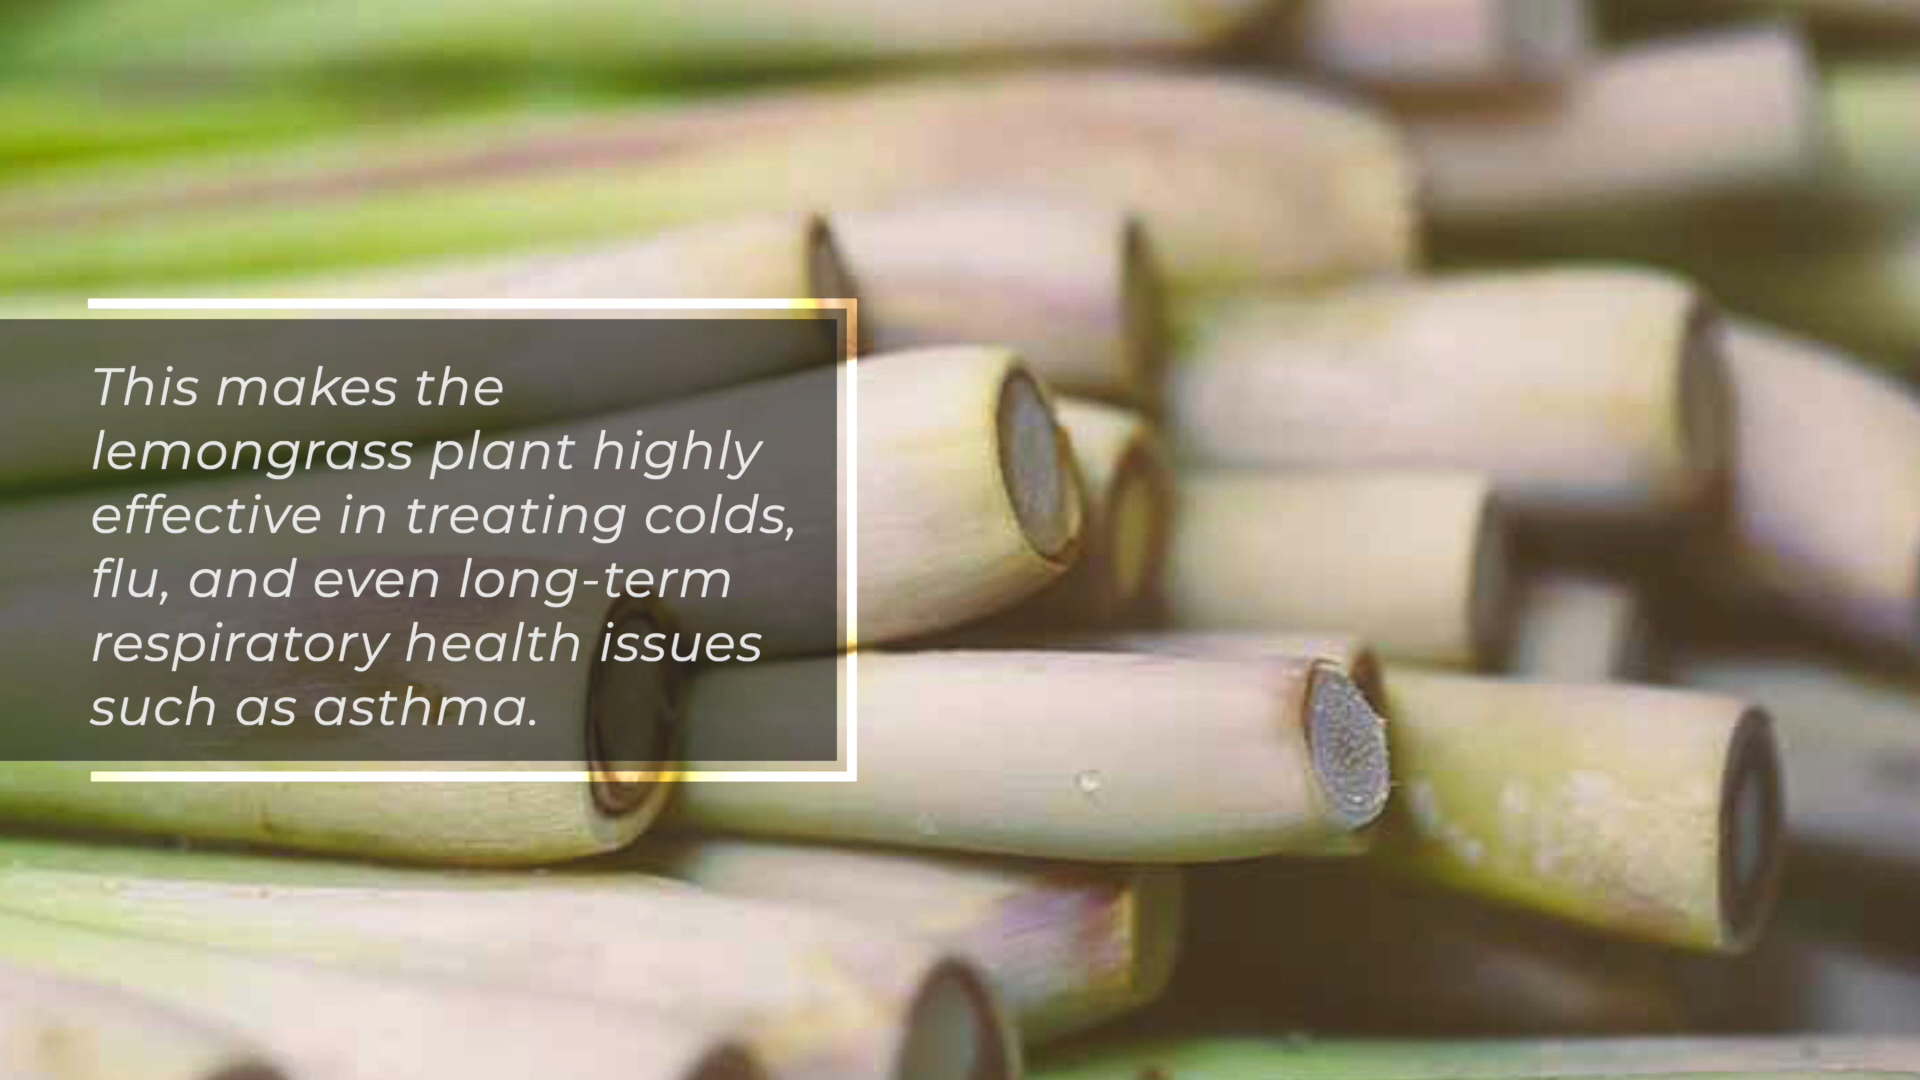 This makes the
lemongrass plant highly
effective in treating colds,
flu, and even long-term
respiratory health issues
such as asthma.